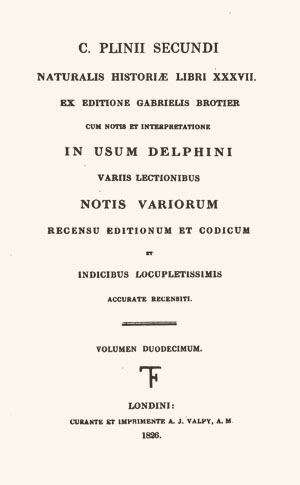 C. PLINII SECUNDI
NATURALIS HISTORIÆ LIBRI XXXVII.
EX EDITIONE GABRIELIS BROTIER
CUM NOTIS ET INTERPRETATIONE
IN USUM DELPHINI
VARIIS LECTIONIBUS
NOTIS VARIORUM
RECENSU EDITIONUM ET CODICUM
ET
INDICIBUS LOCUPLETISSIMIS
ACCURATE RECENSITI.
VOLUMEN DUODECIMUM.
LONDINI:
CURANTE ET IMPRIMENTE A. J. VALPY, A. M.
1826.